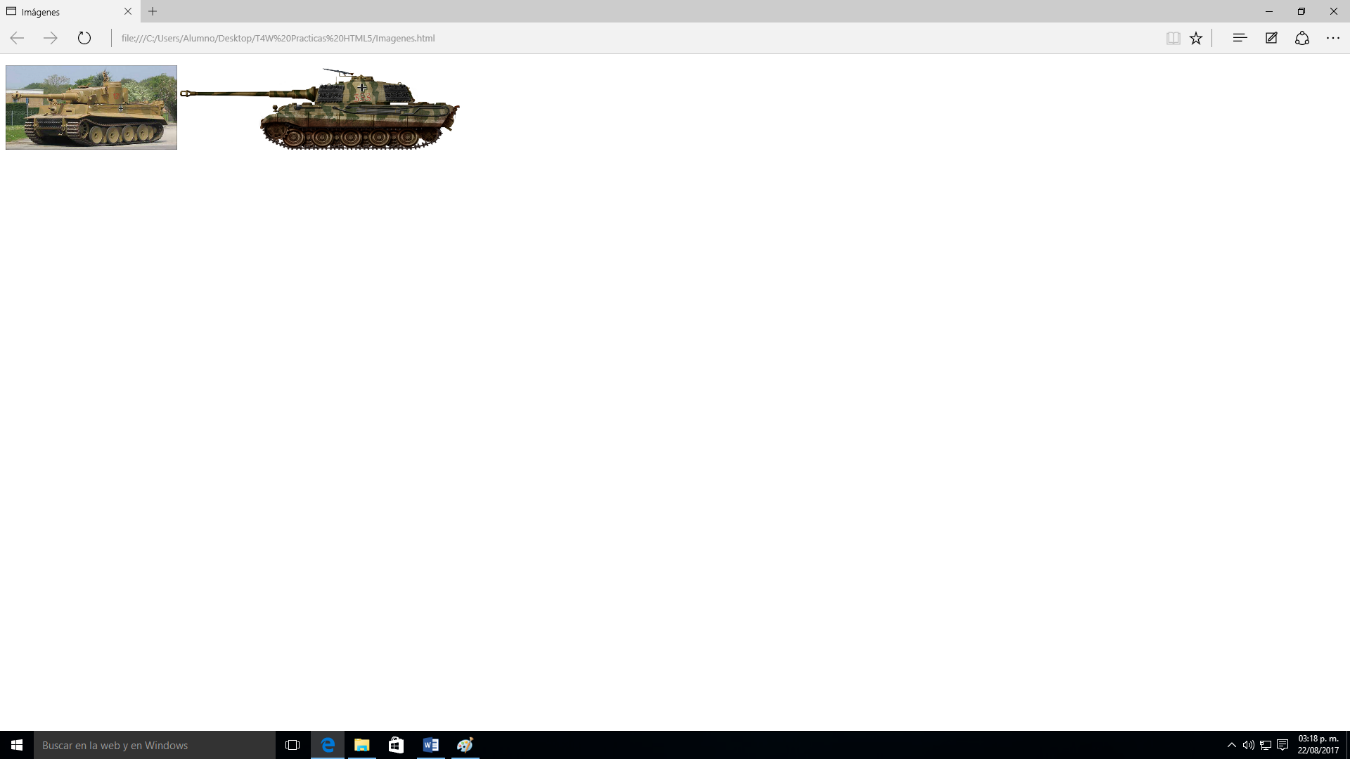 Imágenes
file:///C:/Users/Alumno/Desktop/T4W%20Practicas%20HTML5/Imagenes.html
Buscar en la web y en Windows
03:18 p. m.
22/08/2017